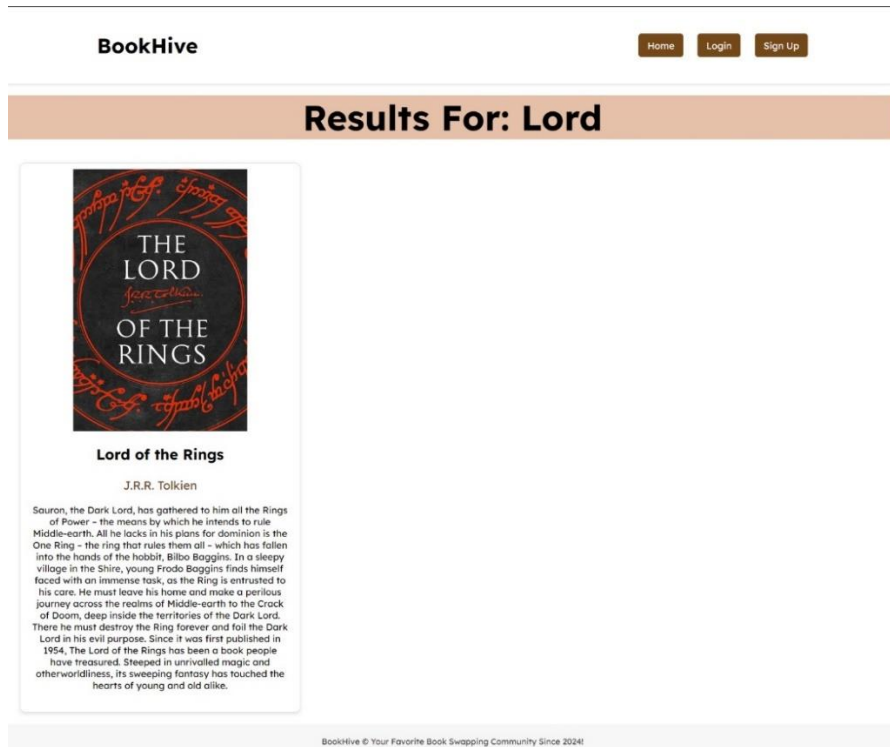 BookHive
Home Login Sign Up
Results For: Lord
THE
LORD
OF THE
RINGS
Lord of the Rings
J.R.R. Tolkien
Sauron, the Dark Lord, has gathered to him all the Rings
of Power – the means by which he intends to rule
Middle-earth. All he lacks in his plans for dominion is the
One Ring – the ring that rules them all – which has fallen
into the hands of the hobbit, Bilbo Baggins. In a sleepy
village in the Shire, young Frodo Baggins finds himself
faced with an immense task, as the Ring is entrusted to
his care. He must leave his home and make a perilous
journey across the realms of Middle-earth to the Crack
of Doom, deep inside the territories of the Dark Lord.
There he must destroy the Ring forever and foil the Dark
Lord in his evil purpose. Since it was first published in
1954, The Lord of the Rings has been a book people
have treasured. Steeped in unrivalled magic and
otherworldliness, its sweeping fantasy has touched the
hearts of young and old alike.
BookHive © Your Favorite Book Swapping Community Since 2024!